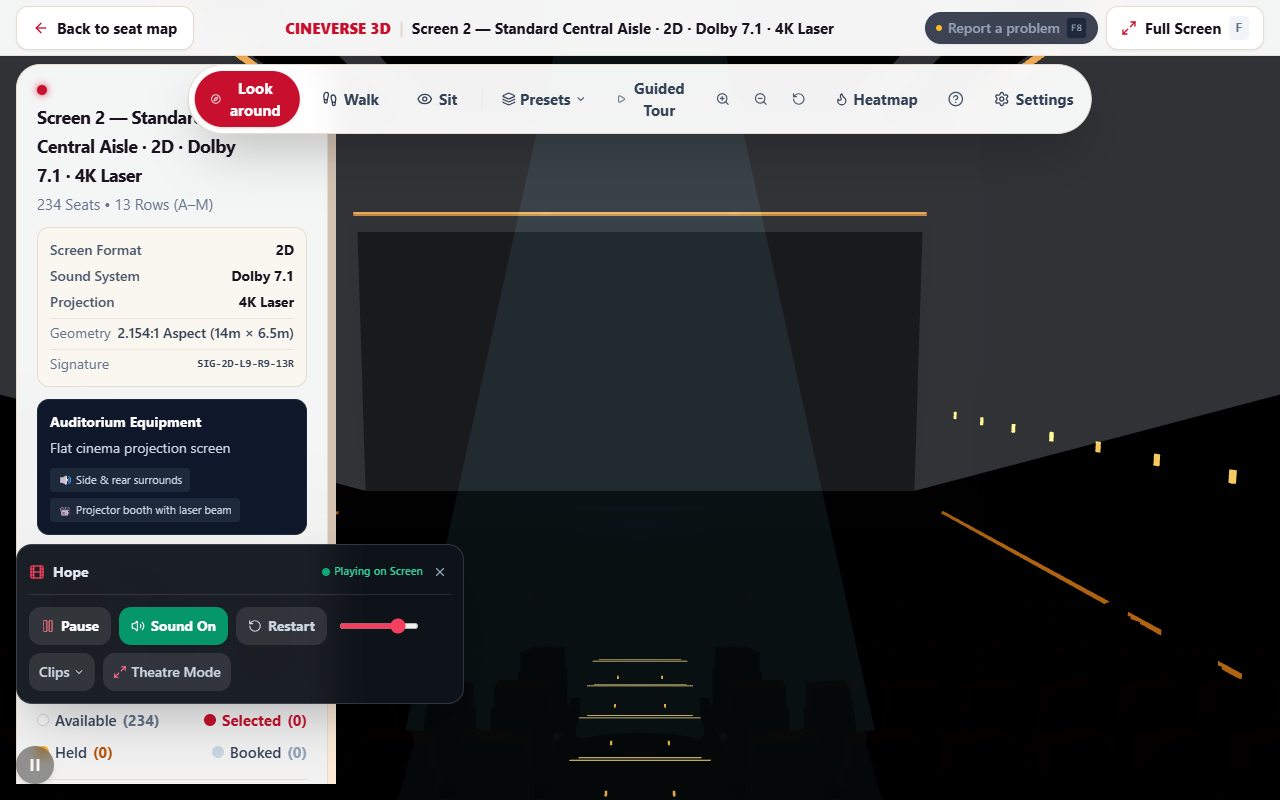 Back to seat map
CINEVERSE 3D | Screen 2 — Standard Central Aisle · 2D · Dolby 7.1 · 4K Laser
Report a problem F8
Full Screen F
Look around
Walk
Sit
Presets
Guided Tour
Heatmap
Settings
Screen 2 — Standar
Central Aisle · 2D · Dolby
7.1 · 4K Laser
234 Seats • 13 Rows (A–M)
Screen Format 2D
Sound System Dolby 7.1
Projection 4K Laser
Geometry 2.154:1 Aspect (14m × 6.5m)
Signature SIG-2D-L9-R9-13R
Auditorium Equipment
Flat cinema projection screen
Side & rear surrounds
Projector booth with laser beam
Hope
Playing on Screen
Pause
Sound On
Restart
Clips
Theatre Mode
Available (234) Selected (0)
Held (0) Booked (0)